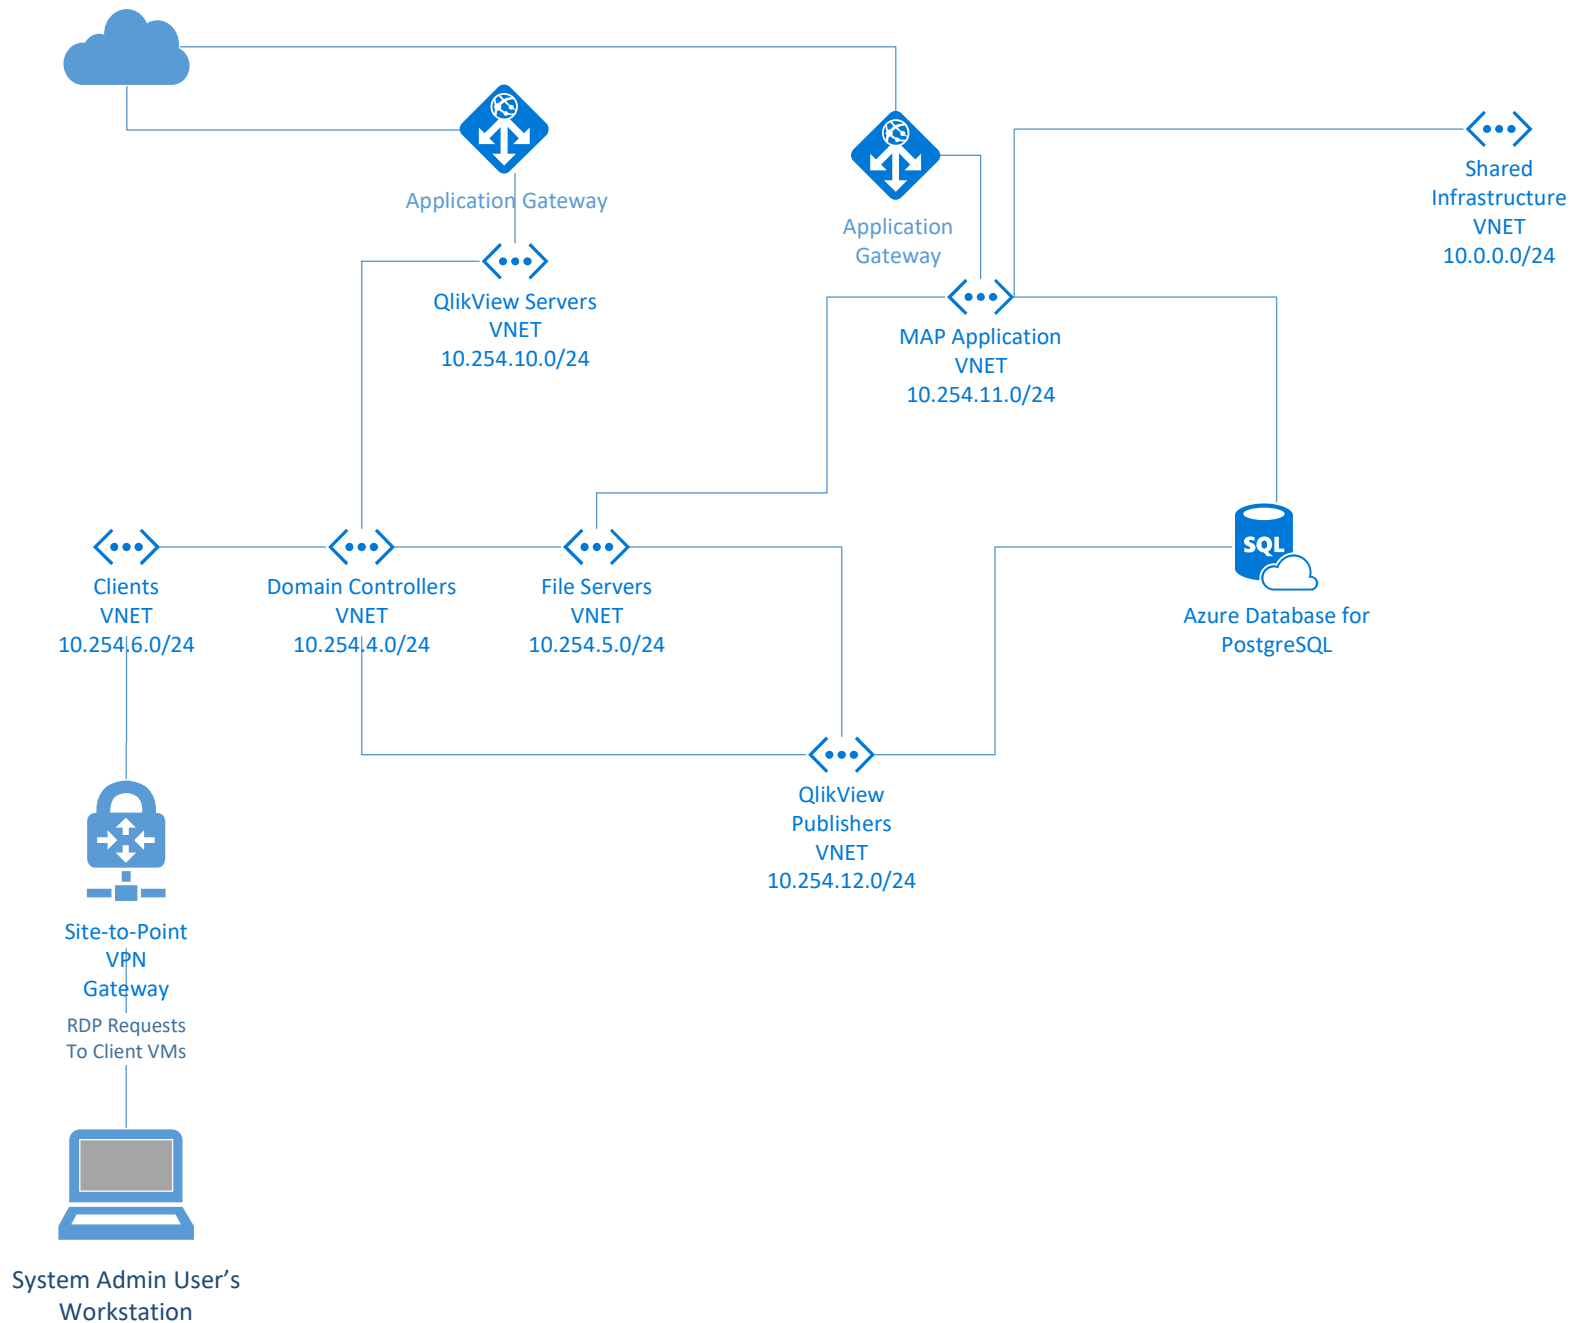 Application Gateway
Application
Gateway
Shared
Infrastructure
VNET
10.0.0.0/24
QlikView Servers
VNET
10.254.10.0/24
MAP Application
VNET
10.254.11.0/24
SQL
Clients
VNET
10.254.6.0/24
Domain Controllers
VNET
10.254.4.0/24
File Servers
VNET
10.254.5.0/24
Azure Database for
PostgreSQL
QlikView
Publishers
VNET
10.254.12.0/24
Site-to-Point
VPN
Gateway
RDP Requests
To Client VMs
System Admin User’s
Workstation